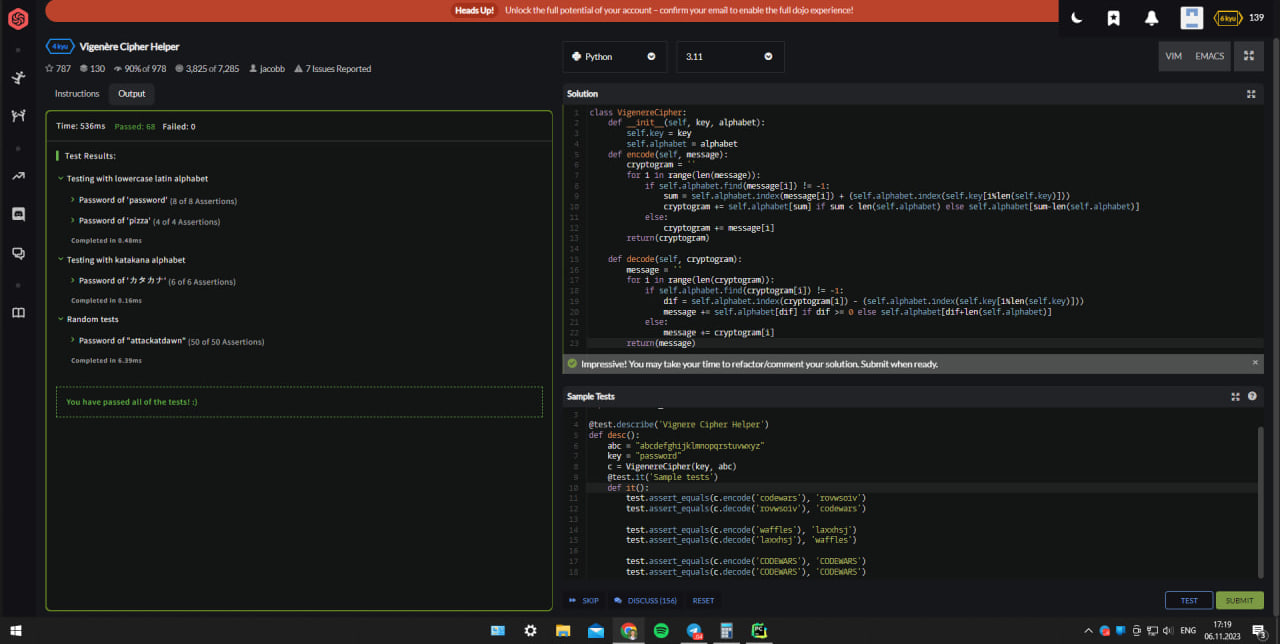 Heads Up! Unlock the full potential of your account – confirm your email to enable the full dojo experience!
6 kyu 139
4 kyu Vigenère Cipher Helper
787 130 90% of 978 3,825 of 7,285 jacobb 7 Issues Reported
Instructions Output
Time: 536ms Passed: 68 Failed: 0
Test Results:
Testing with lowercase latin alphabet
Password of 'password' (8 of 8 Assertions)
Password of 'pizza' (4 of 4 Assertions)
Completed in 0.48ms
Testing with katakana alphabet
Password of 'カタカナ' (6 of 6 Assertions)
Completed in 0.16ms
Random tests
Password of "attackatdawn" (50 of 50 Assertions)
Completed in 6.39ms
You have passed all of the tests! :)
Python 3.11 VIM EMACS
Solution
1 class VigenereCipher:
2 def __init__(self, key, alphabet):
3 self.key = key
4 self.alphabet = alphabet
5 def encode(self, message):
6 cryptogram = ''
7 for i in range(len(message)):
8 if self.alphabet.find(message[i]) != -1:
9 sum = self.alphabet.index(message[i]) + (self.alphabet.index(self.key[i%len(self.key)]))
10 cryptogram += self.alphabet[sum] if sum < len(self.alphabet) else self.alphabet[sum-len(self.alphabet)]
11 else:
12 cryptogram += message[i]
13 return(cryptogram)
14
15 def decode(self, cryptogram):
16 message = ''
17 for i in range(len(cryptogram)):
18 if self.alphabet.find(cryptogram[i]) != -1:
19 dif = self.alphabet.index(cryptogram[i]) - (self.alphabet.index(self.key[i%len(self.key)]))
20 message += self.alphabet[dif] if dif >= 0 else self.alphabet[dif+len(self.alphabet)]
21 else:
22 message += cryptogram[i]
23 return(message)
Impressive! You may take your time to refactor/comment your solution. Submit when ready.
Sample Tests
3
4 @test.describe('Vignere Cipher Helper')
5 def desc():
6 abc = "abcdefghijklmnopqrstuvwxyz"
7 key = "password"
8 c = VigenereCipher(key, abc)
9 @test.it('Sample tests')
10 def it():
11 test.assert_equals(c.encode('codewars'), 'rovwsoiv')
12 test.assert_equals(c.decode('rovwsoiv'), 'codewars')
13
14 test.assert_equals(c.encode('waffles'), 'laxxhsj')
15 test.assert_equals(c.decode('laxxhsj'), 'waffles')
16
17 test.assert_equals(c.encode('CODEWARS'), 'CODEWARS')
18 test.assert_equals(c.decode('CODEWARS'), 'CODEWARS')
SKIP DISCUSS (156) RESET TEST SUBMIT
ENG 17:19
06.11.2023